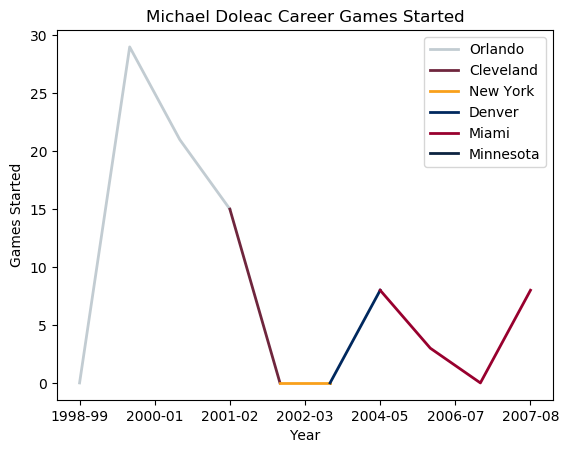 Michael Doleac Career Games Started
30
25
20
15
10
5
0
Games Started
Orlando
Cleveland
New York
Denver
Miami
Minnesota
1998-99 2000-01 2001-02 2002-03 2004-05 2006-07 2007-08
Year